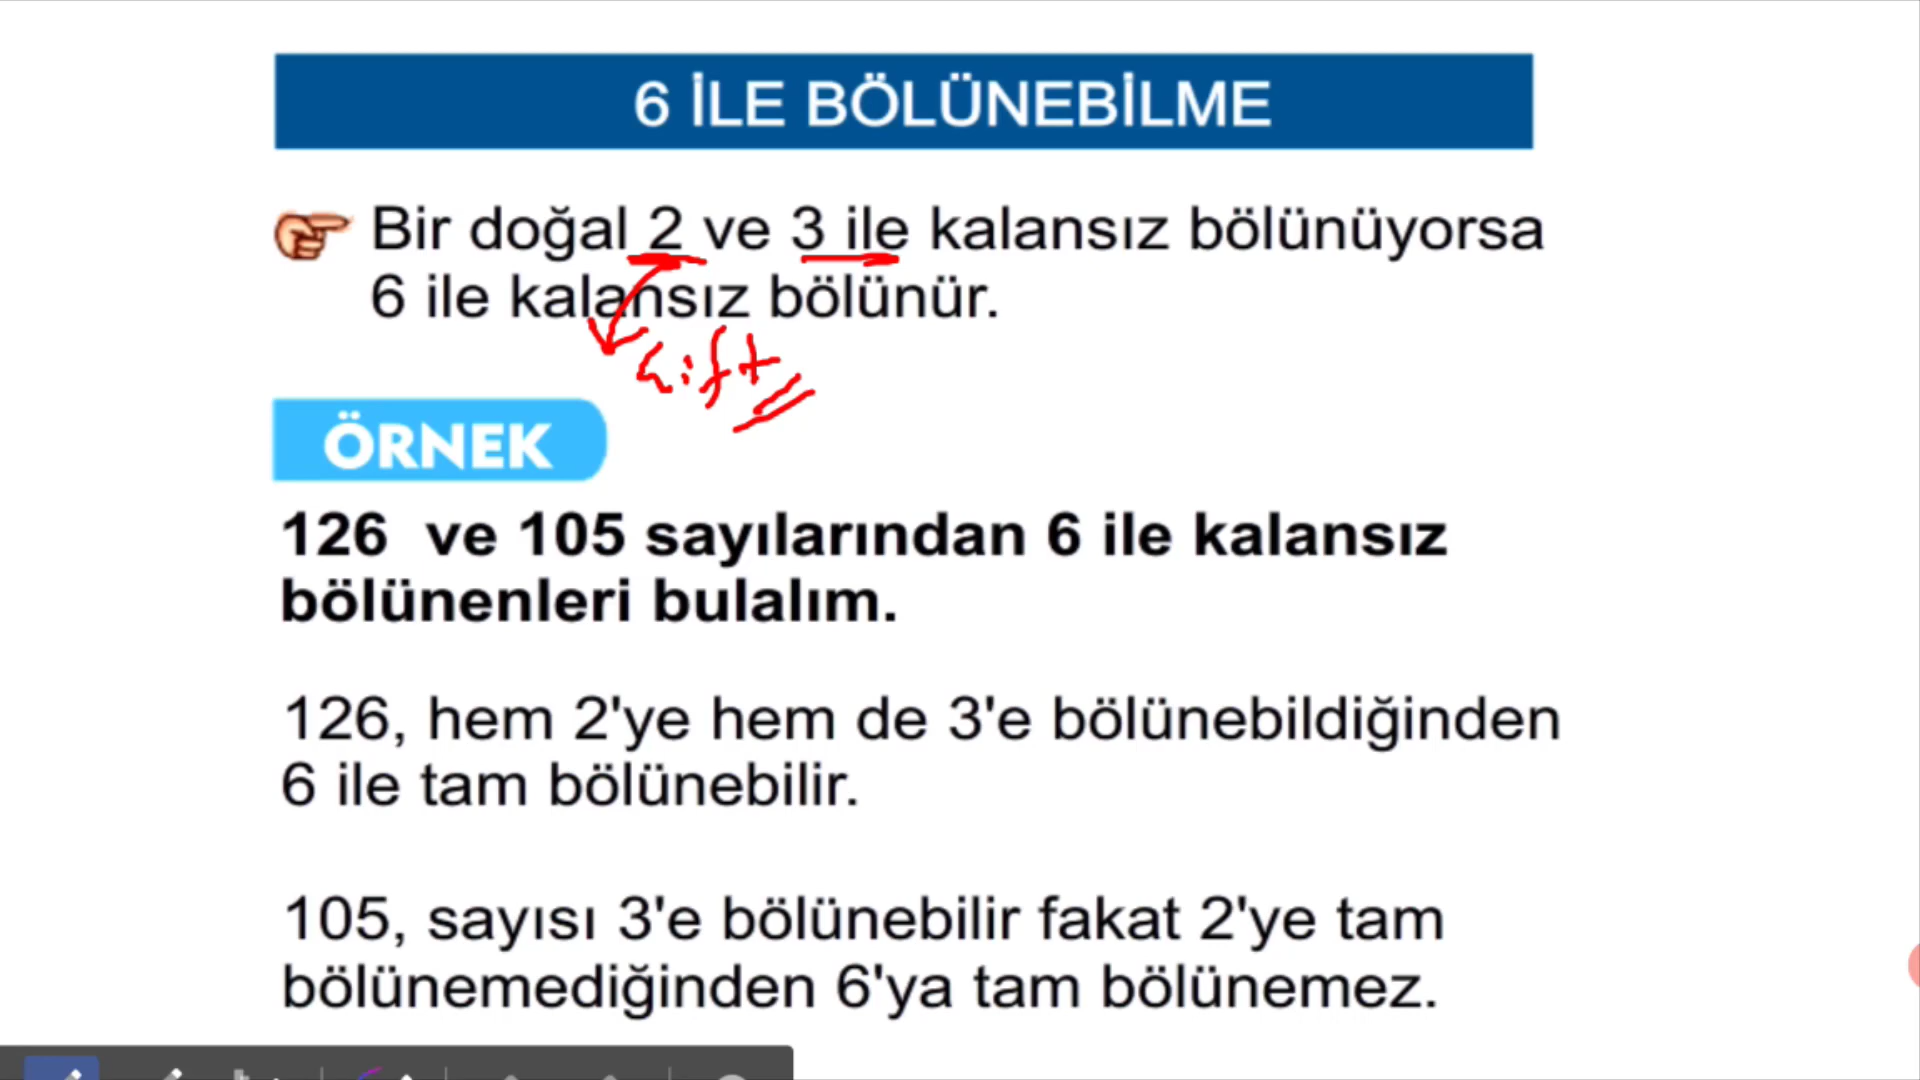 6 İLE BÖLÜNEBİLME
Bir doğal 2 ve 3 ile kalansız bölünüyorsa
6 ile kalansız bölünür.
çift
ÖRNEK
126 ve 105 sayılarından 6 ile kalansız
bölünenleri bulalım.
126, hem 2'ye hem de 3'e bölünebildiğinden
6 ile tam bölünebilir.
105, sayısı 3'e bölünebilir fakat 2'ye tam
bölünemediğinden 6'ya tam bölünemez.